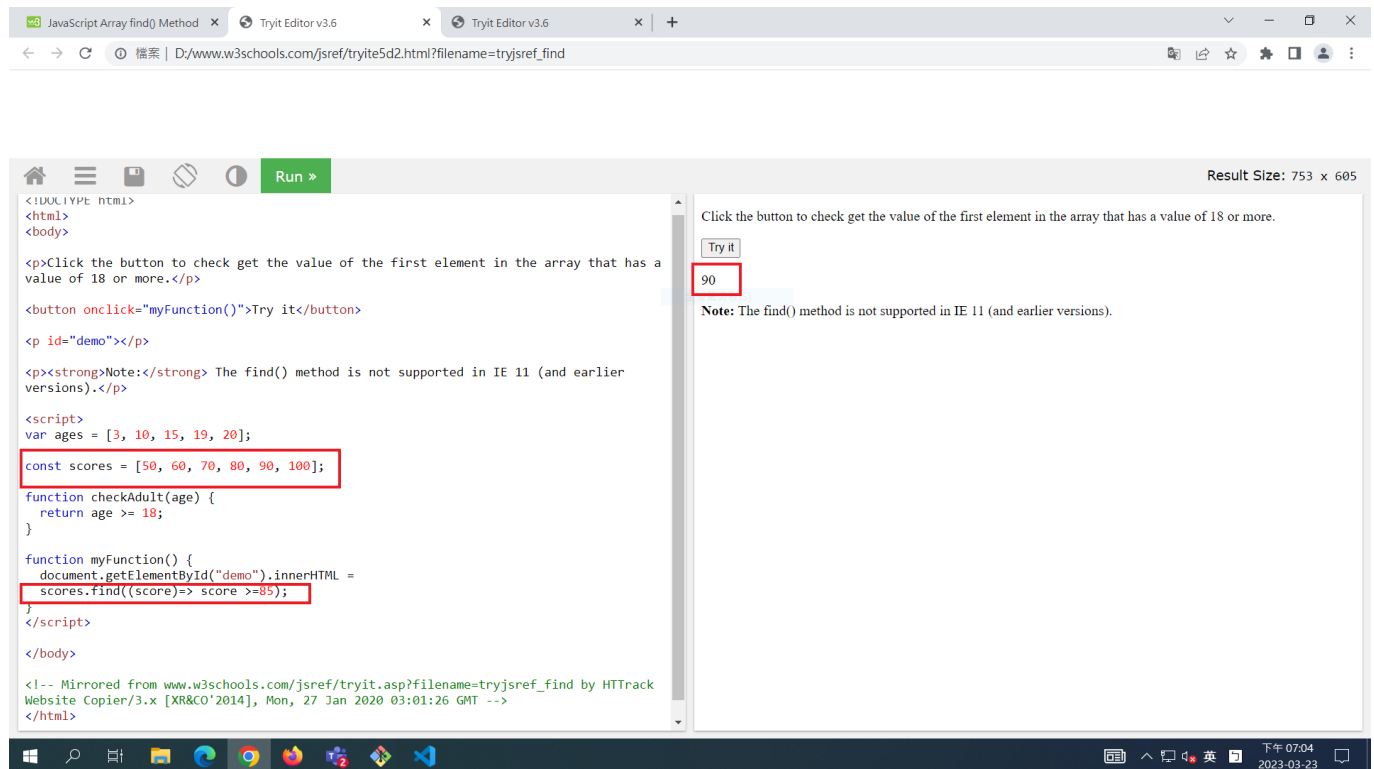 JavaScript Array find() Method
Tryit Editor v3.6
Tryit Editor v3.6
檔案 | D:/www.w3schools.com/jsref/tryite5d2.html?filename=tryjsref_find
Run »
Result Size: 753 x 605
<!DOCTYPE html>
<html>
<body>
<p>Click the button to check get the value of the first element in the array that has a
value of 18 or more.</p>
<button onclick="myFunction()">Try it</button>
<p id="demo"></p>
<p><strong>Note:</strong> The find() method is not supported in IE 11 (and earlier
versions).</p>
<script>
var ages = [3, 10, 15, 19, 20];
const scores = [50, 60, 70, 80, 90, 100];
function checkAdult(age) {
  return age >= 18;
}
function myFunction() {
  document.getElementById("demo").innerHTML =
  scores.find((score)=> score >=85);
}
</script>
</body>
<!-- Mirrored from www.w3schools.com/jsref/tryit.asp?filename=tryjsref_find by HTTrack
Website Copier/3.x [XR&CO'2014], Mon, 27 Jan 2020 03:01:26 GMT -->
</html>
Click the button to check get the value of the first element in the array that has a value of 18 or more.
Try it
90
Note: The find() method is not supported in IE 11 (and earlier versions).
英
下午 07:04
2023-03-23